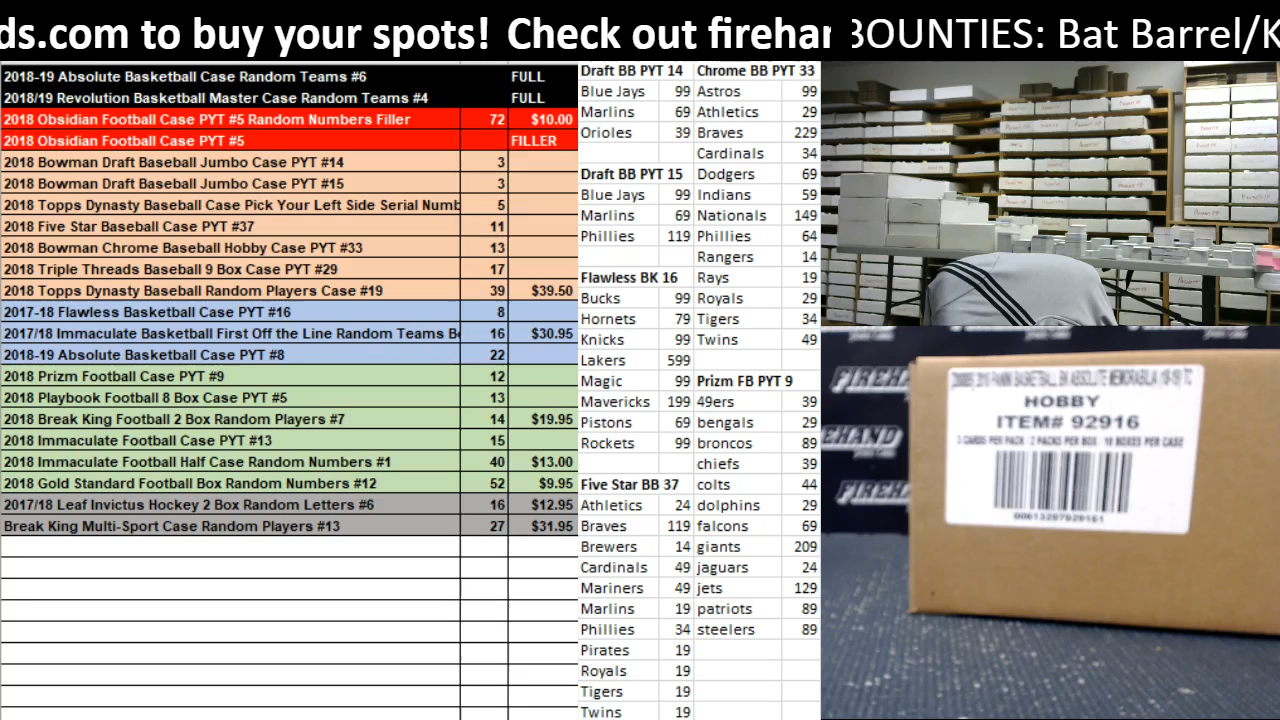 ds.com to buy your spots! Check out firehar
BOUNTIES: Bat Barrel/K
2018-19 Absolute Basketball Case Random Teams #6 FULL
2018/19 Revolution Basketball Master Case Random Teams #4 FULL
2018 Obsidian Football Case PYT #5 Random Numbers Filler 72 $10.00
2018 Obsidian Football Case PYT #5 FILLER
2018 Bowman Draft Baseball Jumbo Case PYT #14 3
2018 Bowman Draft Baseball Jumbo Case PYT #15 3
2018 Topps Dynasty Baseball Case Pick Your Left Side Serial Numb 5
2018 Five Star Baseball Case PYT #37 11
2018 Bowman Chrome Baseball Hobby Case PYT #33 13
2018 Triple Threads Baseball 9 Box Case PYT #29 17
2018 Topps Dynasty Baseball Random Players Case #19 39 $39.50
2017-18 Flawless Basketball Case PYT #16 8
2017/18 Immaculate Basketball First Off the Line Random Teams Bo 16 $30.95
2018-19 Absolute Basketball Case PYT #8 22
2018 Prizm Football Case PYT #9 12
2018 Playbook Football 8 Box Case PYT #5 13
2018 Break King Football 2 Box Random Players #7 14 $19.95
2018 Immaculate Football Case PYT #13 15
2018 Immaculate Football Half Case Random Numbers #1 40 $13.00
2018 Gold Standard Football Box Random Numbers #12 52 $9.95
2017/18 Leaf Invictus Hockey 2 Box Random Letters #6 16 $12.95
Break King Multi-Sport Case Random Players #13 27 $31.95
Draft BB PYT 14
Blue Jays 99
Marlins 69
Orioles 39
Draft BB PYT 15
Blue Jays 99
Marlins 69
Phillies 119
Flawless BK 16
Bucks 99
Hornets 79
Knicks 99
Lakers 599
Magic 99
Mavericks 199
Pistons 69
Rockets 99
Five Star BB 37
Athletics 24
Braves 119
Brewers 14
Cardinals 49
Mariners 49
Marlins 19
Phillies 34
Pirates 19
Royals 19
Tigers 19
Twins 19
Chrome BB PYT 33
Astros 99
Athletics 29
Braves 229
Cardinals 34
Dodgers 69
Indians 59
Nationals 149
Phillies 64
Rangers 14
Rays 19
Royals 29
Tigers 34
Twins 49
Prizm FB PYT 9
49ers 39
bengals 29
broncos 89
chiefs 39
colts 44
dolphins 29
falcons 69
giants 209
jaguars 24
jets 129
patriots 89
steelers 89
FIREHAND
HOBBY
ITEM# 92916
3 CARDS PER PACK 2 PACKS PER BOX 10 BOXES PER CASE